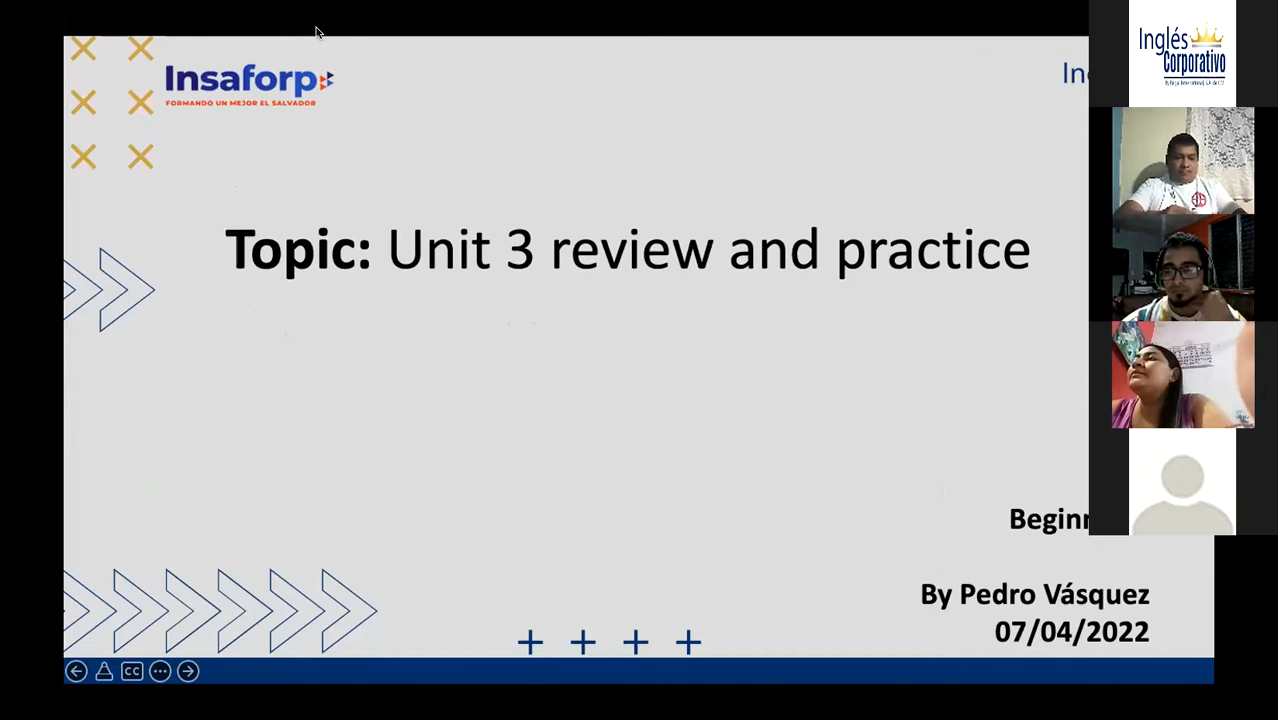 Insaforp
FORMANDO UN MEJOR EL SALVADOR
Inglés
Corporativo
Topic: Unit 3 review and practice
By Pedro Vásquez
07/04/2022
CC